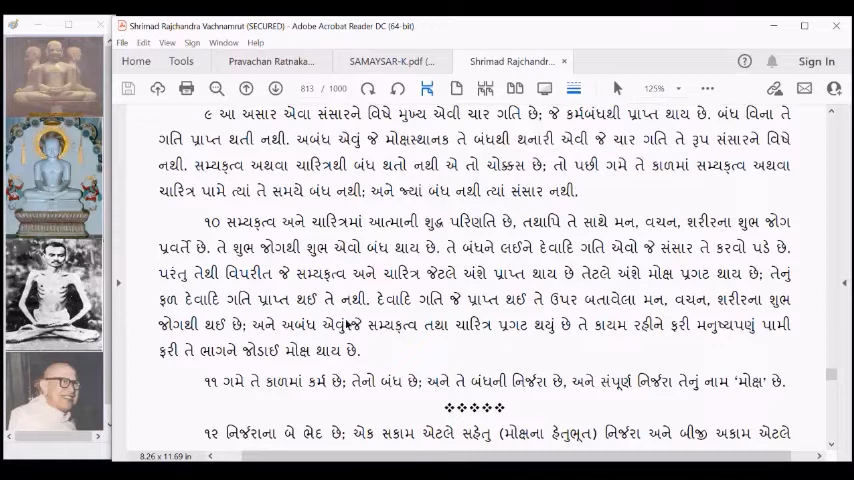 Shrimad Rajchandra Vachnamrut (SECURED) - Adobe Acrobat Reader DC (64-bit)
File Edit View Sign Window Help
Home Tools Pravachan Ratnaka... SAMAYSAR-K.pdf (... Shrimad Rajchandr... × Sign In
813 / 1000 125%
૯ આ અસાર એવા સંસારને વિષે મુખ્ય એવી ચાર ગતિ છે; જે કર્મબંધથી પ્રાપ્ત થાય છે. બંધ વિના તે
ગતિ પ્રાપ્ત થતી નથી. અબંધ એવું જે મોક્ષસ્થાનક તે બંધથી થનારી એવી જે ચાર ગતિ તે રૂપ સંસારને વિષે
નથી. સમ્યક્ત્વ અથવા ચારિત્રથી બંધ થતો નથી એ તો ચોક્કસ છે; તો પછી ગમે તે કાળમાં સમ્યક્ત્વ અથવા
ચારિત્ર પામે ત્યાં તે સમયે બંધ નથી; અને જ્યાં બંધ નથી ત્યાં સંસાર નથી.
૧૦ સમ્યક્ત્વ અને ચારિત્રમાં આત્માની શુદ્ધ પરિણતિ છે, તથાપિ તે સાથે મન, વચન, શરીરના શુભ જોગ
પ્રવર્તે છે. તે શુભ જોગથી શુભ એવો બંધ થાય છે. તે બંધને લઈને દેવાદિ ગતિ એવો જે સંસાર તે કરવો પડે છે.
પરંતુ તેથી વિપરીત જે સમ્યક્ત્વ અને ચારિત્ર જેટલે અંશે પ્રાપ્ત થાય છે તેટલે અંશે મોક્ષ પ્રગટ થાય છે; તેનું
ફળ દેવાદિ ગતિ પ્રાપ્ત થઈ તે નથી. દેવાદિ ગતિ જે પ્રાપ્ત થઈ તે ઉપર બતાવેલા મન, વચન, શરીરના શુભ
જોગથી થઈ છે; અને અબંધ એવું જે સમ્યક્ત્વ તથા ચારિત્ર પ્રગટ થયું છે તે કાયમ રહીને ફરી મનુષ્યપણું પામી
ફરી તે ભાગને જોડાઈ મોક્ષ થાય છે.
૧૧ ગમે તે કાળમાં કર્મ છે; તેનો બંધ છે; અને તે બંધની નિર્જરા છે, અને સંપૂર્ણ નિર્જરા તેનું નામ ‘મોક્ષ’ છે.
૧૨ નિર્જરાના બે ભેદ છે; એક સકામ એટલે સહેતુ (મોક્ષના હેતુભૂત) નિર્જરા અને બીજી અકામ એટલે
8.26 x 11.69 in